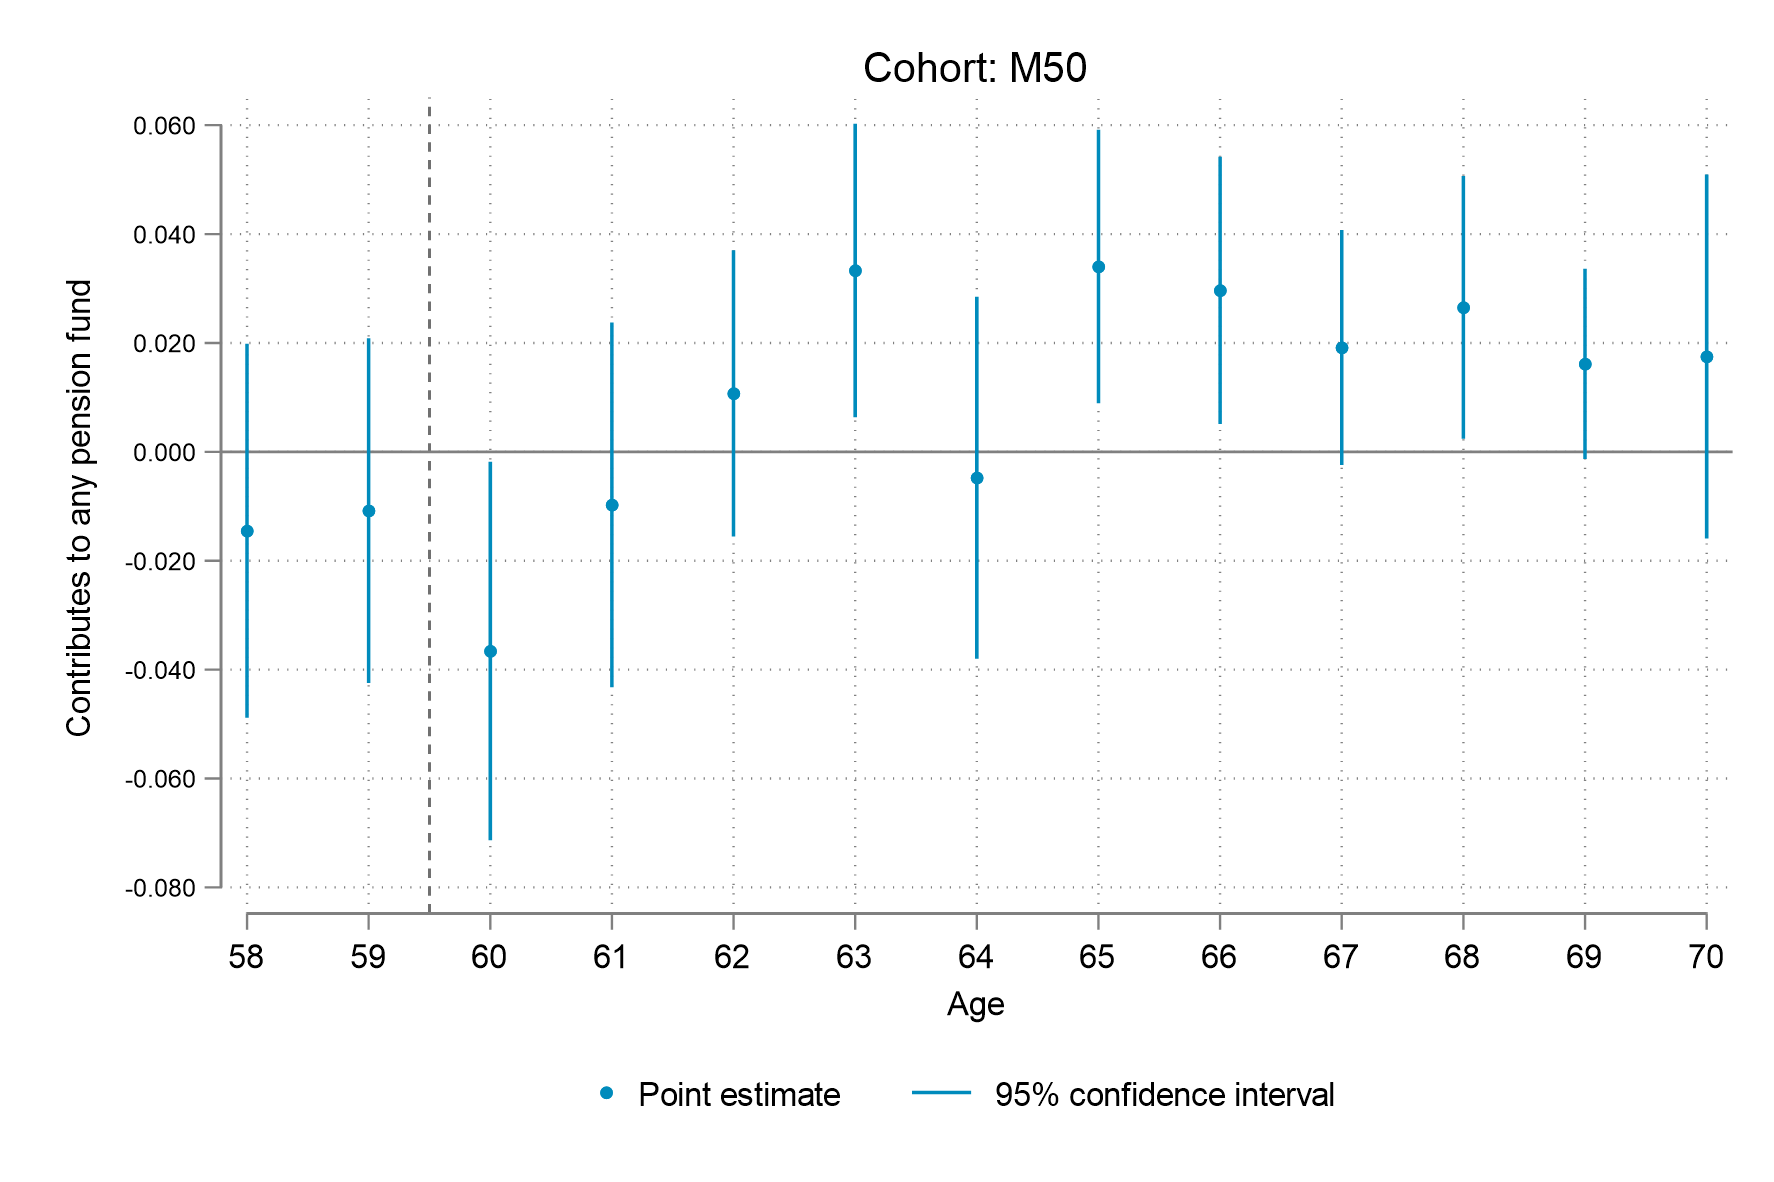 Cohort: M50
0.060
0.040
0.020
0.000
-0.020
-0.040
-0.060
-0.080
Contributes to any pension fund
58 59 60 61 62 63 64 65 66 67 68 69 70
Age
Point estimate 95% confidence interval